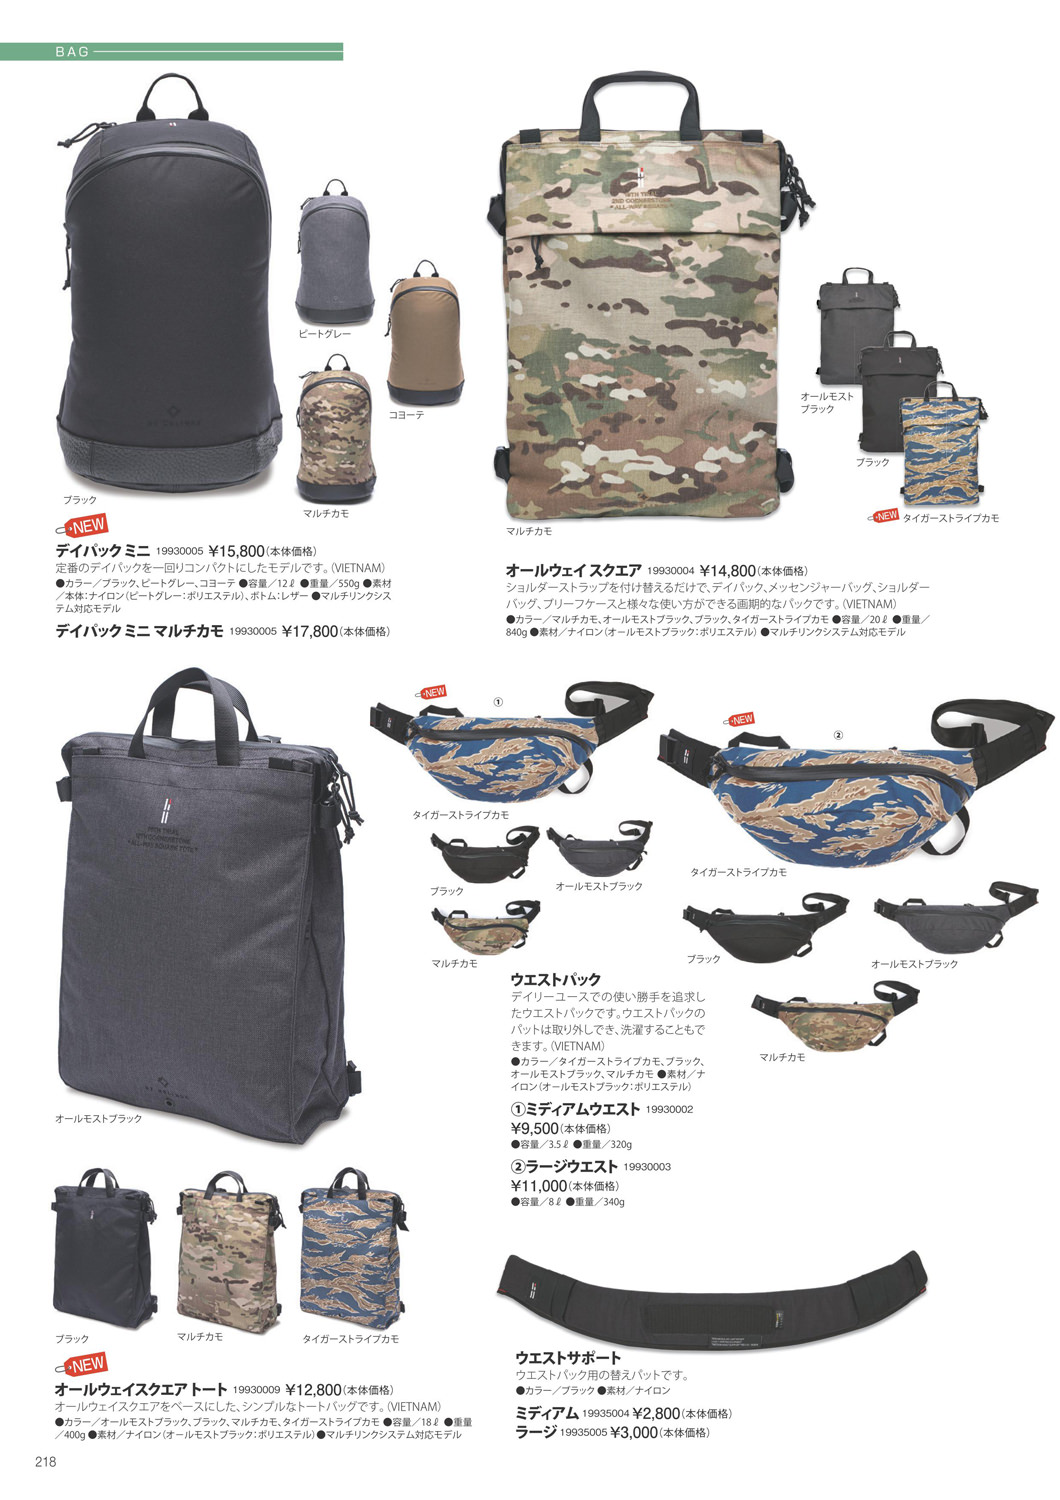 BAG
ブラック
ビートグレー
コヨーテ
マルチカモ
NEW
デイパック ミニ 19930005 ¥15,800(本体価格)
定番のデイパックを一回りコンパクトにしたモデルです。(VIETNAM)
●カラー／ブラック、ビートグレー、コヨーテ ●容量／12ℓ ●重量／550g ●素材
／本体:ナイロン(ビートグレー:ポリエステル)、ボトム:レザー ●マルチリンクシス
テム対応モデル
デイパック ミニ マルチカモ 19930005 ¥17,800(本体価格)
マルチカモ
オールモスト
ブラック
ブラック
NEW タイガーストライプカモ
オールウェイ スクエア 19930004 ¥14,800(本体価格)
ショルダーストラップを付け替えるだけで、デイパック、メッセンジャーバッグ、ショルダー
バッグ、ブリーフケースと様々な使い方ができる画期的なパックです。(VIETNAM)
●カラー／マルチカモ、オールモストブラック、ブラック、タイガーストライプカモ ●容量／20ℓ ●重量／
840g ●素材／ナイロン(オールモストブラック:ポリエステル) ●マルチリンクシステム対応モデル
オールモストブラック
ブラック
マルチカモ
タイガーストライプカモ
NEW
オールウェイスクエア トート 19930009 ¥12,800(本体価格)
オールウェイスクエアをベースにした、シンプルなトートバッグです。(VIETNAM)
●カラー／オールモストブラック、ブラック、マルチカモ、タイガーストライプカモ ●容量／18ℓ ●重量
／400g ●素材／ナイロン(オールモストブラック:ポリエステル)●マルチリンクシステム対応モデル
NEW
①
タイガーストライプカモ
ブラック
オールモストブラック
マルチカモ
NEW
②
タイガーストライプカモ
ブラック
オールモストブラック
マルチカモ
ウエストパック
デイリーユースでの使い勝手を追求し
たウエストパックです。ウエストパックの
パットは取り外しでき、洗濯することもで
きます。(VIETNAM)
●カラー／タイガーストライプカモ、ブラック、
オールモストブラック、マルチカモ ●素材／ナ
イロン(オールモストブラック:ポリエステル)
①ミディアムウエスト 19930002
¥9,500(本体価格)
●容量／3.5ℓ ●重量／320g
②ラージウエスト 19930003
¥11,000(本体価格)
●容量／8ℓ ●重量／340g
ウエストサポート
ウエストパック用の替えパットです。
●カラー／ブラック ●素材／ナイロン
ミディアム 19935004 ¥2,800(本体価格)
ラージ 19935005 ¥3,000(本体価格)
218